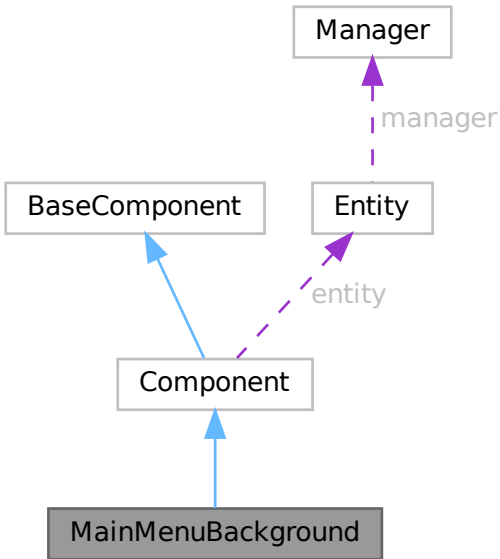 Manager
manager
BaseComponent
Entity
entity
Component
MainMenuBackground